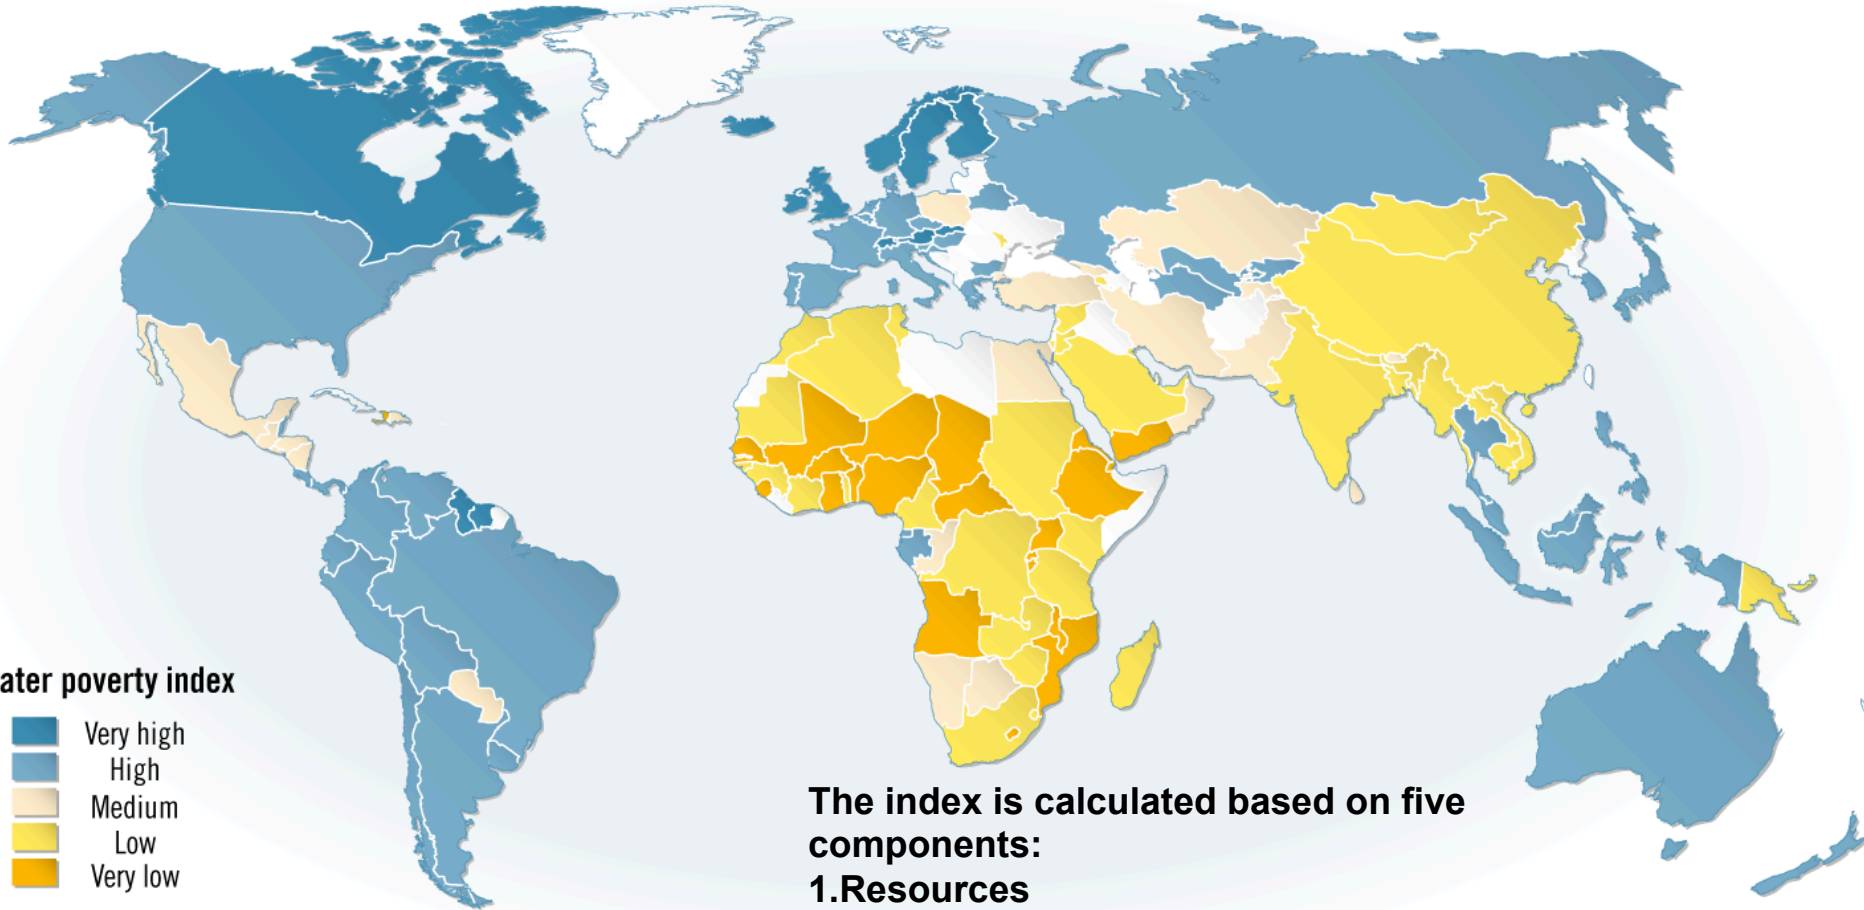 ater poverty index
Very high
High
Medium
Low
Very low
The index is calculated based on five
components:
1.Resources